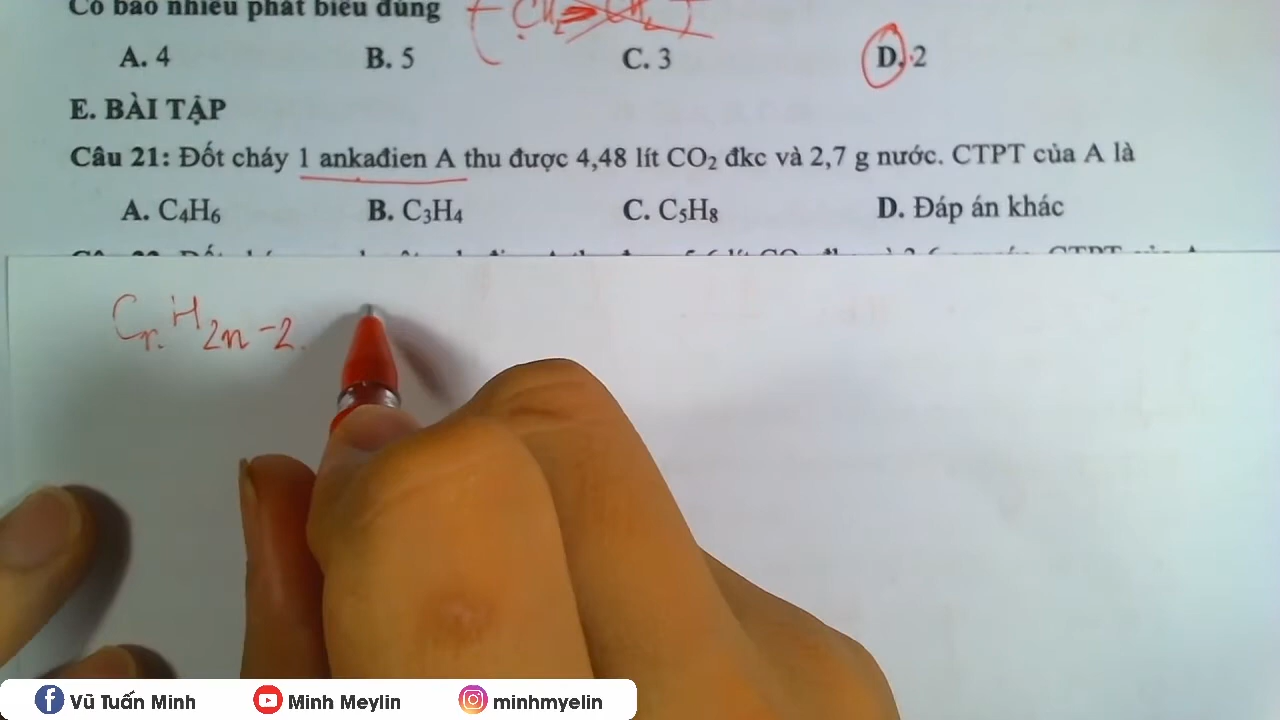 Có bao nhiêu phát biểu đúng
A. 4 B. 5 C. 3 D. 2
E. BÀI TẬP
Câu 21: Đốt cháy 1 ankađien A thu được 4,48 lít CO₂ đkc và 2,7 g nước. CTPT của A là
A. C₄H₆ B. C₃H₄ C. C₅H₈ D. Đáp án khác
CₙH₂ₙ₋₂
Vũ Tuấn Minh Minh Meylin minhmyelin